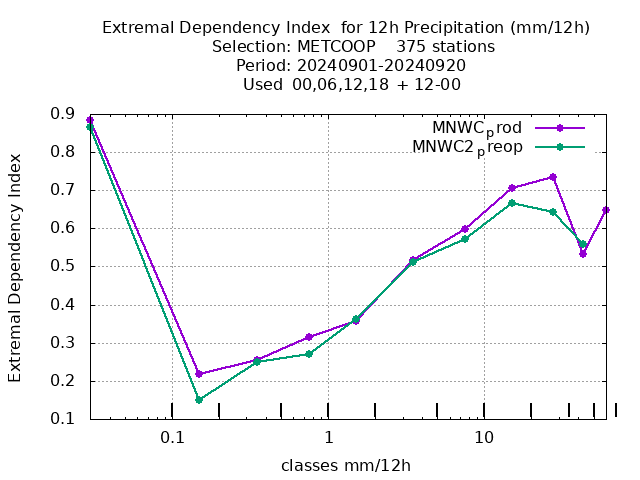 Extremal Dependency Index  for 12h Precipitation (mm/12h)
Selection: METCOOP    375 stations
Period: 20240901-20240920
Used  00,06,12,18  + 12-00
MNWCprod
MNWC2preop
0.9
0.8
0.7
0.6
0.5
0.4
0.3
0.2
0.1
Extremal Dependency Index
0.1 1 10
classes mm/12h